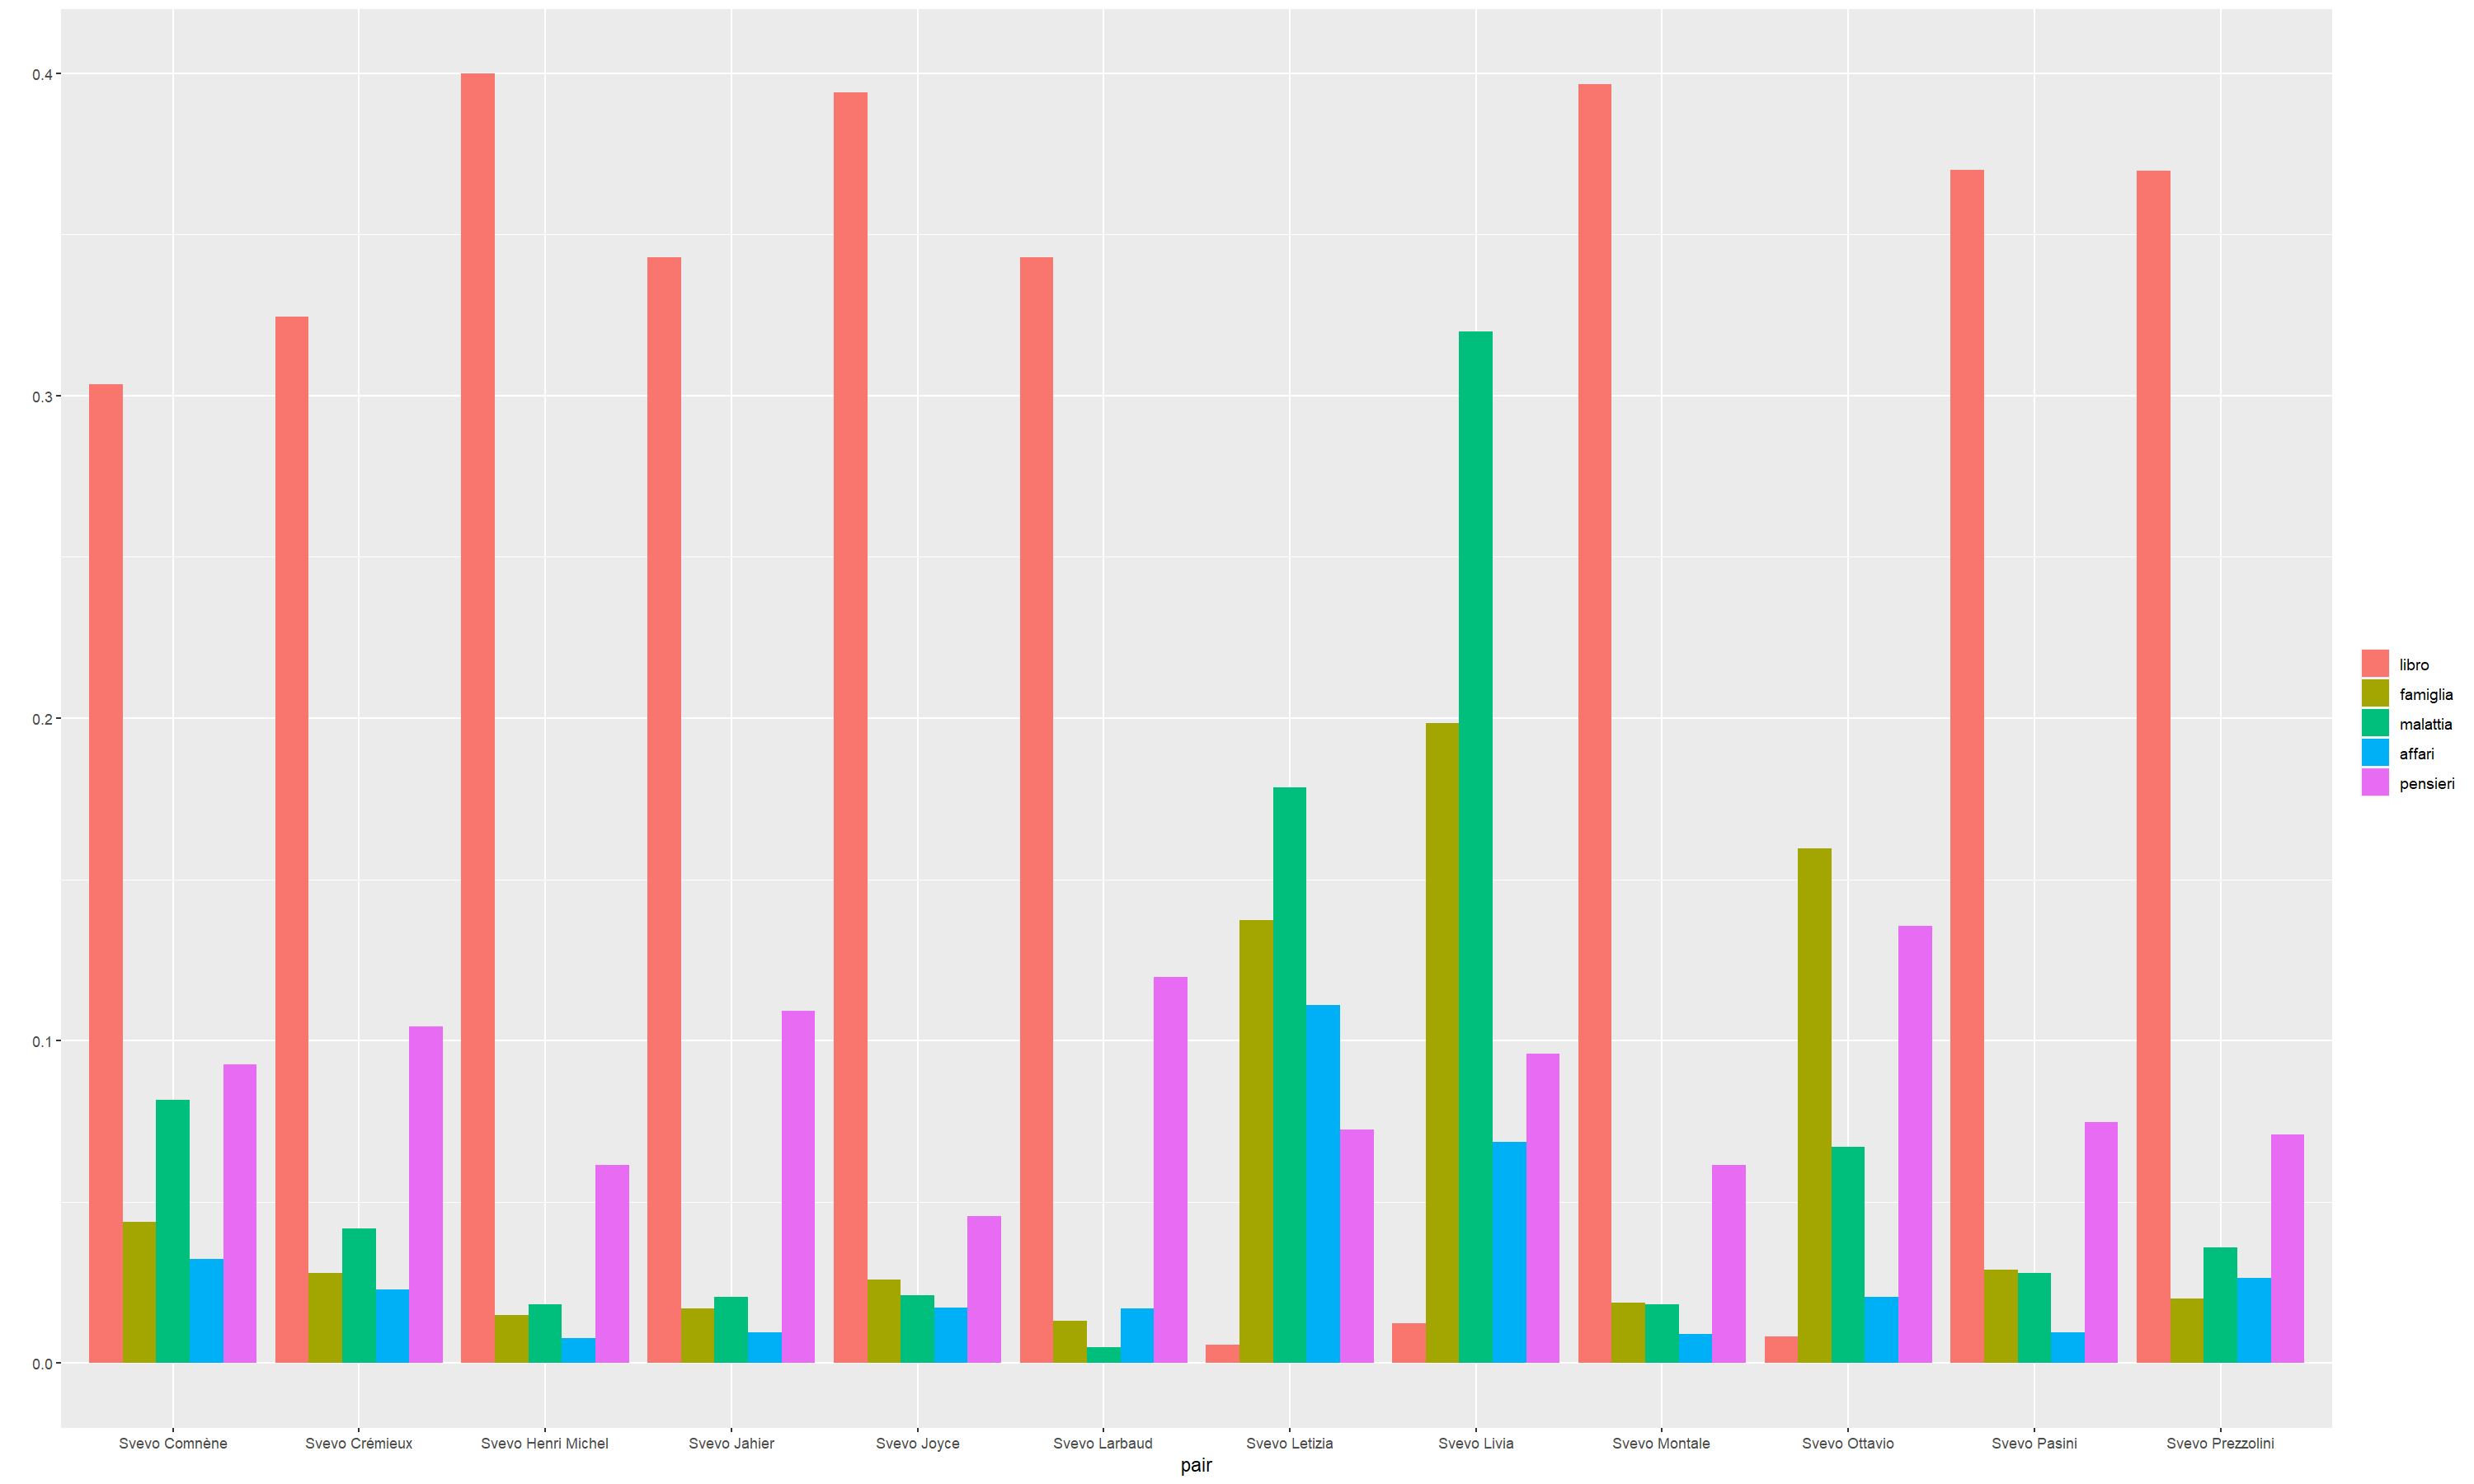 0.4
0.3
0.2
0.1
0.0
Svevo Comnène
Svevo Crémieux
Svevo Henri Michel
Svevo Jahier
Svevo Joyce
Svevo Larbaud
Svevo Letizia
Svevo Livia
Svevo Montale
Svevo Ottavio
Svevo Pasini
Svevo Prezzolini
pair
libro
famiglia
malattia
affari
pensieri